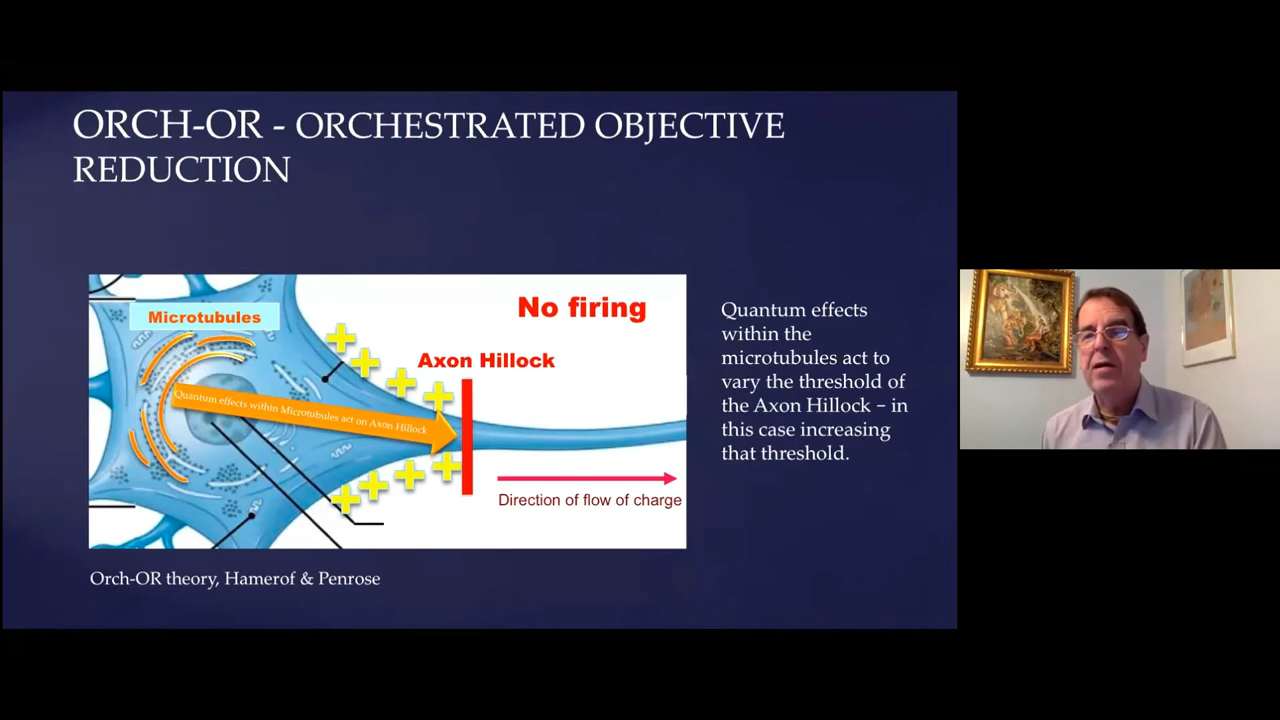 ORCH-OR - ORCHESTRATED OBJECTIVE
REDUCTION
No firing
Microtubules
Axon Hillock
Quantum effects within Microtubules act on Axon Hillock
Direction of flow of charge
Quantum effects
within the
microtubules act to
vary the threshold of
the Axon Hillock – in
this case increasing
that threshold.
Orch-OR theory, Hamerof & Penrose